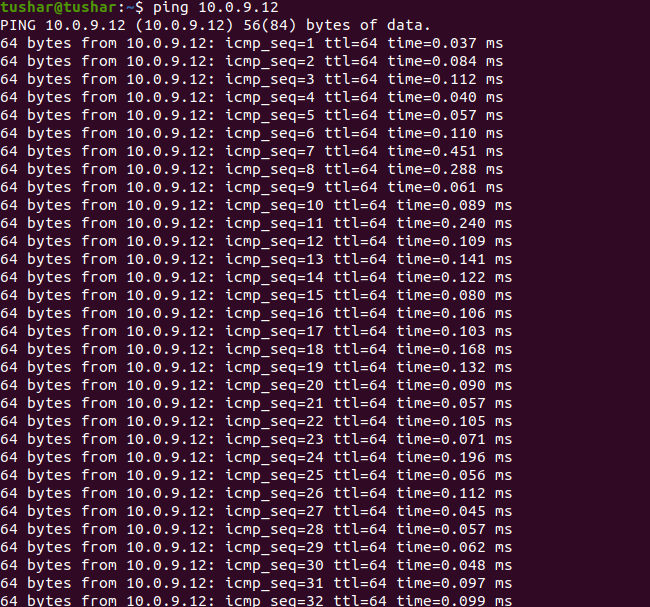 tushar@tushar:~$ ping 10.0.9.12
PING 10.0.9.12 (10.0.9.12) 56(84) bytes of data.
64 bytes from 10.0.9.12: icmp_seq=1 ttl=64 time=0.037 ms
64 bytes from 10.0.9.12: icmp_seq=2 ttl=64 time=0.084 ms
64 bytes from 10.0.9.12: icmp_seq=3 ttl=64 time=0.112 ms
64 bytes from 10.0.9.12: icmp_seq=4 ttl=64 time=0.040 ms
64 bytes from 10.0.9.12: icmp_seq=5 ttl=64 time=0.057 ms
64 bytes from 10.0.9.12: icmp_seq=6 ttl=64 time=0.110 ms
64 bytes from 10.0.9.12: icmp_seq=7 ttl=64 time=0.451 ms
64 bytes from 10.0.9.12: icmp_seq=8 ttl=64 time=0.288 ms
64 bytes from 10.0.9.12: icmp_seq=9 ttl=64 time=0.061 ms
64 bytes from 10.0.9.12: icmp_seq=10 ttl=64 time=0.089 ms
64 bytes from 10.0.9.12: icmp_seq=11 ttl=64 time=0.240 ms
64 bytes from 10.0.9.12: icmp_seq=12 ttl=64 time=0.109 ms
64 bytes from 10.0.9.12: icmp_seq=13 ttl=64 time=0.141 ms
64 bytes from 10.0.9.12: icmp_seq=14 ttl=64 time=0.122 ms
64 bytes from 10.0.9.12: icmp_seq=15 ttl=64 time=0.080 ms
64 bytes from 10.0.9.12: icmp_seq=16 ttl=64 time=0.106 ms
64 bytes from 10.0.9.12: icmp_seq=17 ttl=64 time=0.103 ms
64 bytes from 10.0.9.12: icmp_seq=18 ttl=64 time=0.168 ms
64 bytes from 10.0.9.12: icmp_seq=19 ttl=64 time=0.132 ms
64 bytes from 10.0.9.12: icmp_seq=20 ttl=64 time=0.090 ms
64 bytes from 10.0.9.12: icmp_seq=21 ttl=64 time=0.057 ms
64 bytes from 10.0.9.12: icmp_seq=22 ttl=64 time=0.105 ms
64 bytes from 10.0.9.12: icmp_seq=23 ttl=64 time=0.071 ms
64 bytes from 10.0.9.12: icmp_seq=24 ttl=64 time=0.196 ms
64 bytes from 10.0.9.12: icmp_seq=25 ttl=64 time=0.056 ms
64 bytes from 10.0.9.12: icmp_seq=26 ttl=64 time=0.112 ms
64 bytes from 10.0.9.12: icmp_seq=27 ttl=64 time=0.045 ms
64 bytes from 10.0.9.12: icmp_seq=28 ttl=64 time=0.057 ms
64 bytes from 10.0.9.12: icmp_seq=29 ttl=64 time=0.062 ms
64 bytes from 10.0.9.12: icmp_seq=30 ttl=64 time=0.048 ms
64 bytes from 10.0.9.12: icmp_seq=31 ttl=64 time=0.097 ms
64 bytes from 10.0.9.12: icmp_seq=32 ttl=64 time=0.099 ms